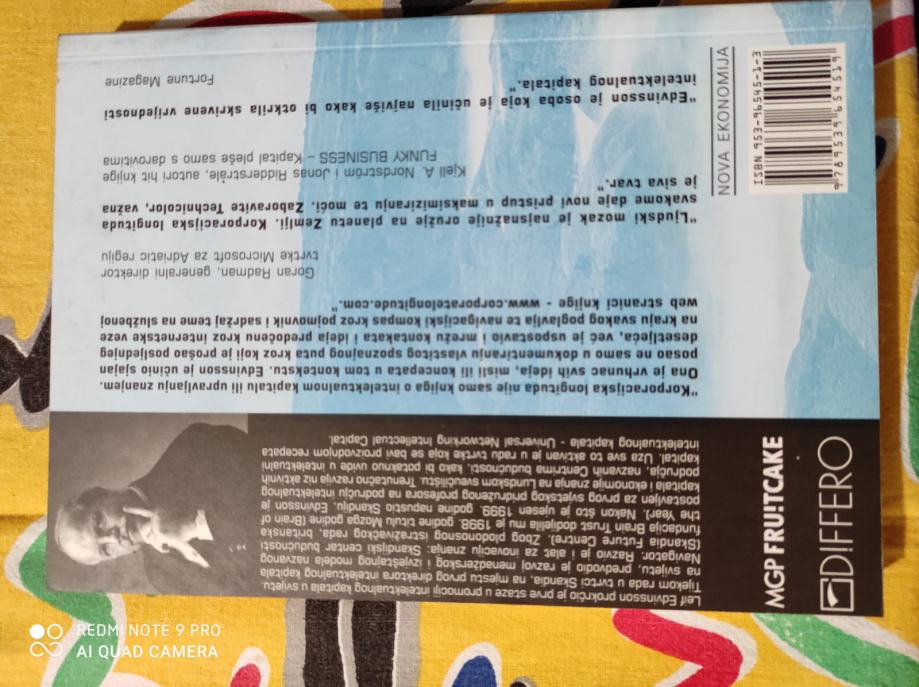 Leif Edvinsson prokrčio je prve staze u promociji intelektualnog kapitala u svijetu.
Tijekom rada u tvrtci Skandia, na mjestu prvog direktora intelektualnog kapitala
na svijetu, predvodio je razvoj menadžerskog i izvještajnog modela nazvanog
Navigator. Razvio je i alat za inovaciju znanja: Skandijski centar budućnosti
(Skandia Future Centre). Zbog plodonosnog istraživačkog rada, britanska
fundacija Brain Trust dodijelila mu je 1998. godine titulu Mozga godine (Brain of
the Year). Nakon što je ujesen 1999. godine napustio Skandiju, Edvinsson je
postavljen za prvog svjetskog pridruženog profesora na području intelektualnog
kapitala i ekonomije znanja na Lundskom sveučilištu. Trenutačno razvija niz aktivnih
područja, nazvanih Centrima budućnosti, kako bi potaknuo uvide u intelektualni
kapital. Uza sve to aktivan je u radu tvrtke koja se bavi proizvodnjom recepata
intelektualnog kapitala - Universal Networking Intellectual Capital.
"Korporacijska longituda nije samo knjiga o intelektualnom kapitalu ili upravljanju znanjem.
Ona je vrhunac svih ideja, misli ili koncepata u tom kontekstu. Edvinsson je učinio sjajan
posao ne samo u dokumentiranju vlastitog spoznajnog puta kroz koji je prošao posljednjeg
desetljeća, već je uspostavio i mrežu kontakata i ideja predočenu kroz internetske veze
na kraju svakog poglavlja te navigacijski kompas kroz pojmovnik i sadržaj teme na službenoj
web stranici knjige - www.corporatelongitude.com."
Goran Radman, generalni direktor
tvrtke Microsoft za Adriatic regiju
"Ljudski mozak je najsnažnije oružje na planetu Zemlji. Korporacijska longituda
svakome daje novi pristup u maksimiziranju te moći. Zaboravite Technicolor, važna
je siva tvar".
Kjell A. Nordström i Jonas Ridderstråle, autori hit knjige
FUNKY BUSINESS – Kapital pleše samo s darovitima
"Edvinsson je osoba koja je učinila najviše kako bi otkrila skrivene vrijednosti
intelektualnog kapitala".
Fortune Magazine
MGP FRU!TCAKE
D!FFERO
NOVA EKONOMIJA
ISBN 953-96545-1-3
9789539654519
REDMI NOTE 9 PRO
AI QUAD CAMERA